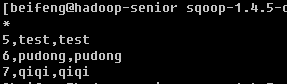 [beifeng@hadoop-senior sqoop-1.4.5-
*
5,test,test
6,pudong,pudong
7,qiqi,qiqi